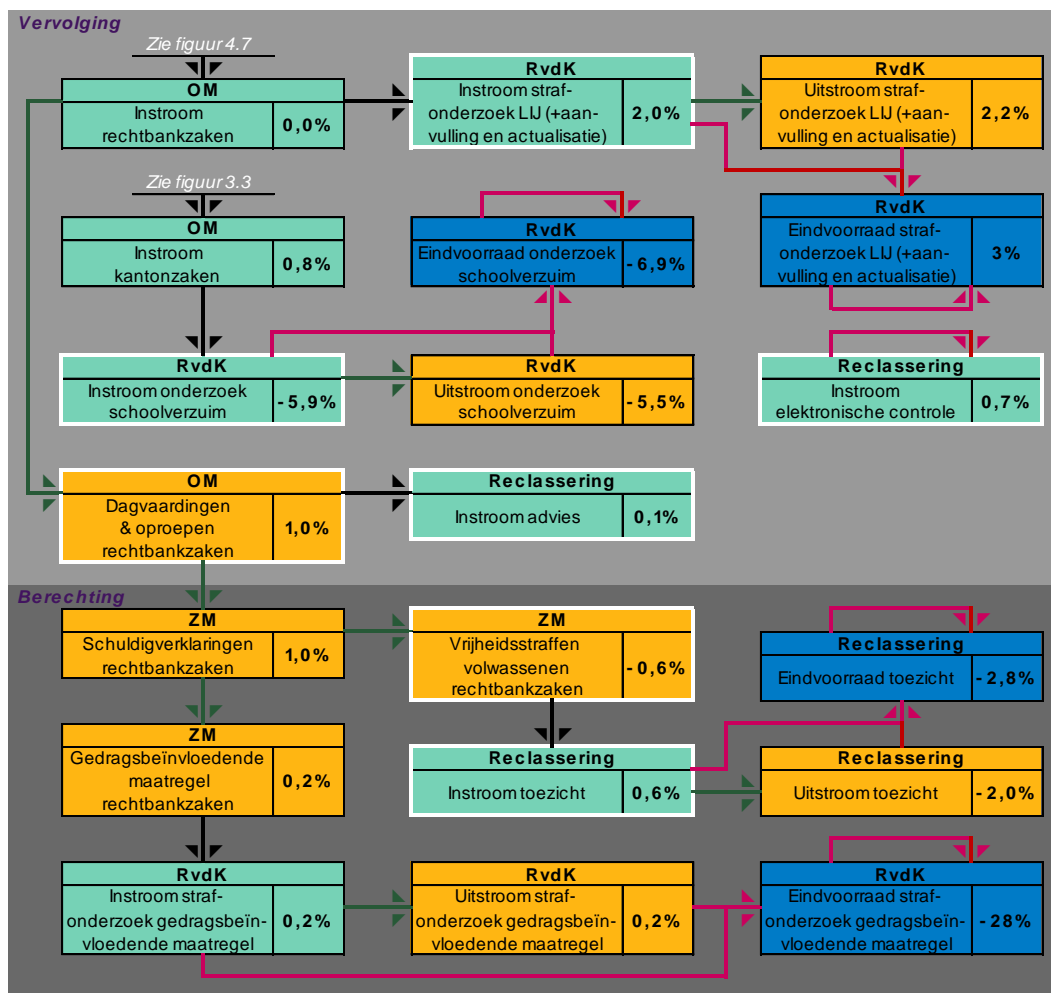 Vervolging
Zie figuur 4.7
OM
Instroom
rechtbankzaken
0,0%
RvdK
Instroom straf-
onderzoek LIJ (+aan-
vulling en actualisatie)
2,0%
RvdK
Uitstroom straf-
onderzoek LIJ (+aan-
vulling en actualisatie)
2,2%
Zie figuur 3.3
OM
Instroom
kantonzaken
0,8%
RvdK
Eindvoorraad onderzoek
schoolverzuim
-6,9%
RvdK
Eindvoorraad straf-
onderzoek LIJ (+aan-
vulling en actualisatie)
3%
RvdK
Instroom onderzoek
schoolverzuim
-5,9%
RvdK
Uitstroom onderzoek
schoolverzuim
-5,5%
Reclassering
Instroom
elektronische controle
0,7%
OM
Dagvaardingen
& oproepen
rechtbankzaken
1,0%
Reclassering
Instroom advies
0,1%
Berechting
ZM
Schuldigverklaringen
rechtbankzaken
1,0%
ZM
Vrijheidsstraffen
volwassenen
rechtbankzaken
-0,6%
Reclassering
Eindvoorraad toezicht
-2,8%
ZM
Gedragsbeïnvloedende
maatregel
rechtbankzaken
0,2%
Reclassering
Instroom toezicht
0,6%
Reclassering
Uitstroom toezicht
-2,0%
RvdK
Instroom straf-
onderzoek gedragsbeïn-
vloedende maatregel
0,2%
RvdK
Uitstroom straf-
onderzoek gedragsbeïn-
vloedende maatregel
0,2%
RvdK
Eindvoorraad straf-
onderzoek gedragsbeïn-
vloedende maatregel
-28%